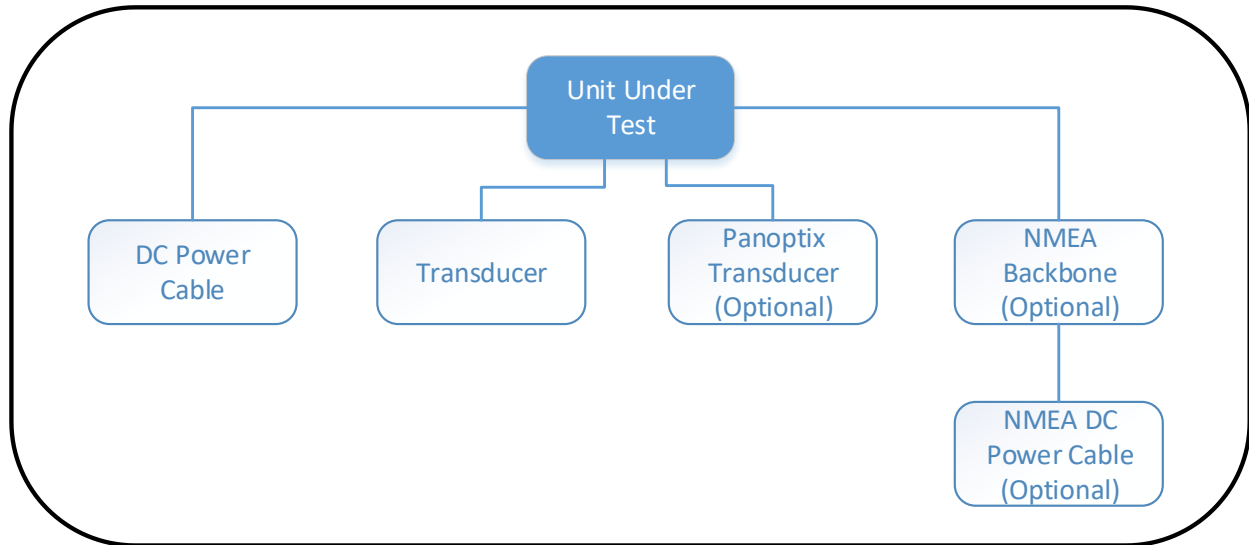 Unit Under
Test
DC Power
Cable
Transducer
Panoptix
Transducer
(Optional)
NMEA
Backbone
(Optional)
NMEA DC
Power Cable
(Optional)